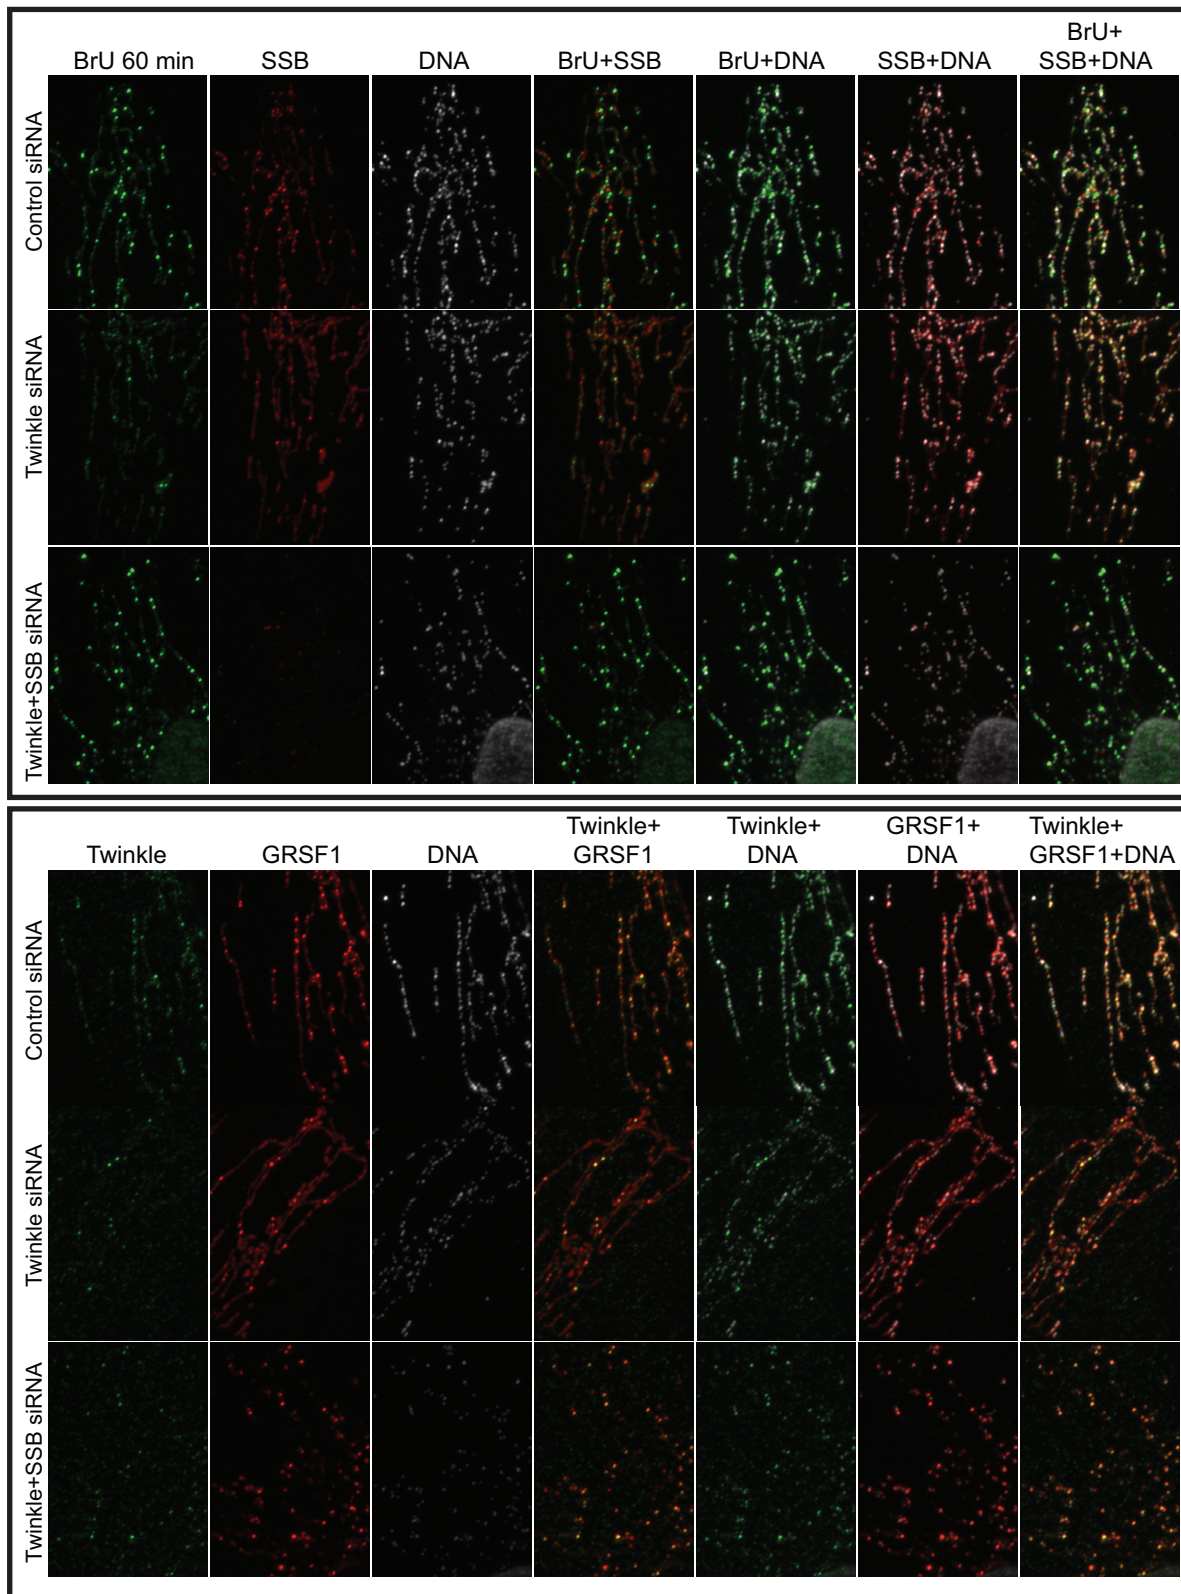 BrU 60 min SSB DNA BrU+SSB BrU+DNA SSB+DNA BrU+
SSB+DNA
Control siRNA
Twinkle siRNA
Twinkle+SSB siRNA
Twinkle GRSF1 DNA Twinkle+
GRSF1 Twinkle+
DNA GRSF1+
DNA Twinkle+
GRSF1+DNA
Control siRNA
Twinkle siRNA
Twinkle+SSB siRNA